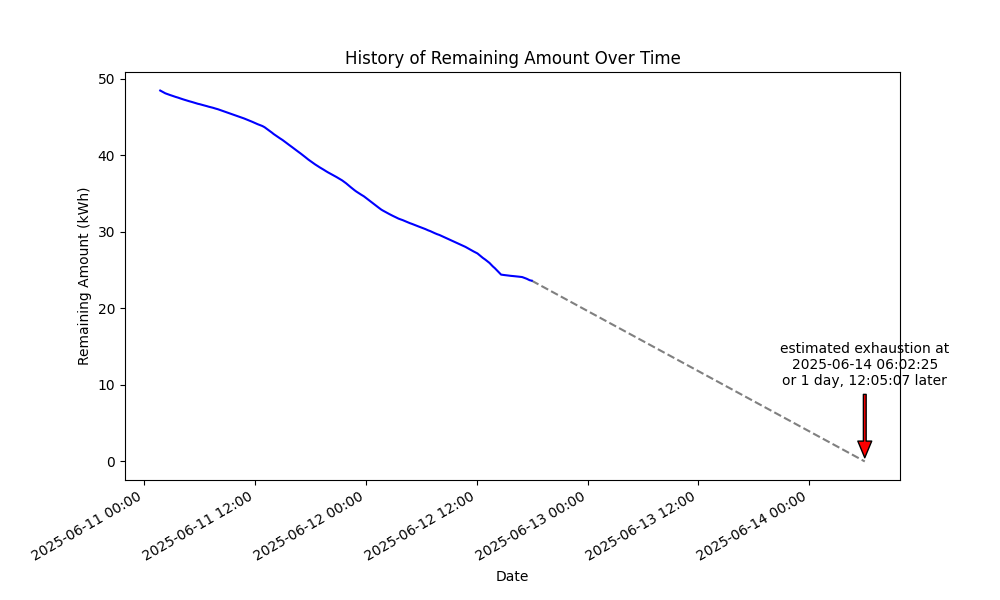 History of Remaining Amount Over Time
Remaining Amount (kWh)
50
40
30
20
10
0
estimated exhaustion at
2025-06-14 06:02:25
or 1 day, 12:05:07 later
2025-06-11 00:00
2025-06-11 12:00
2025-06-12 00:00
2025-06-12 12:00
2025-06-13 00:00
2025-06-13 12:00
2025-06-14 00:00
Date